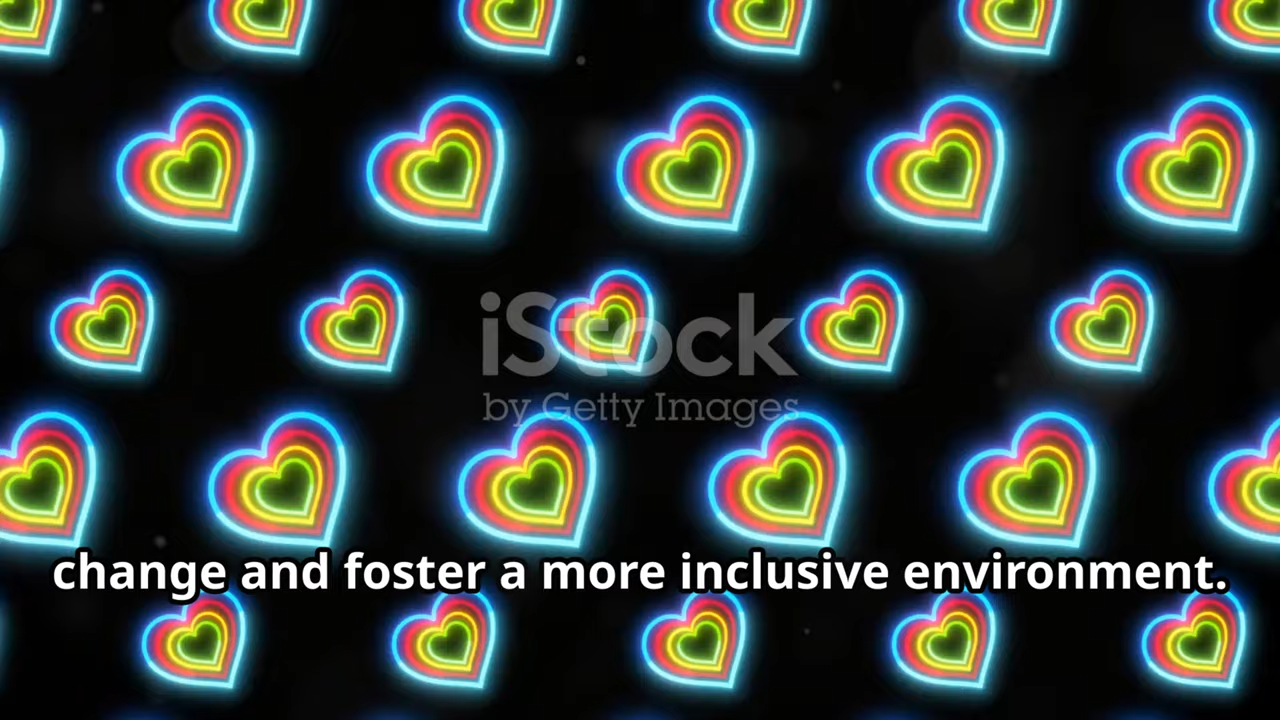 iStock
by Getty Images
change and foster a more inclusive environment.